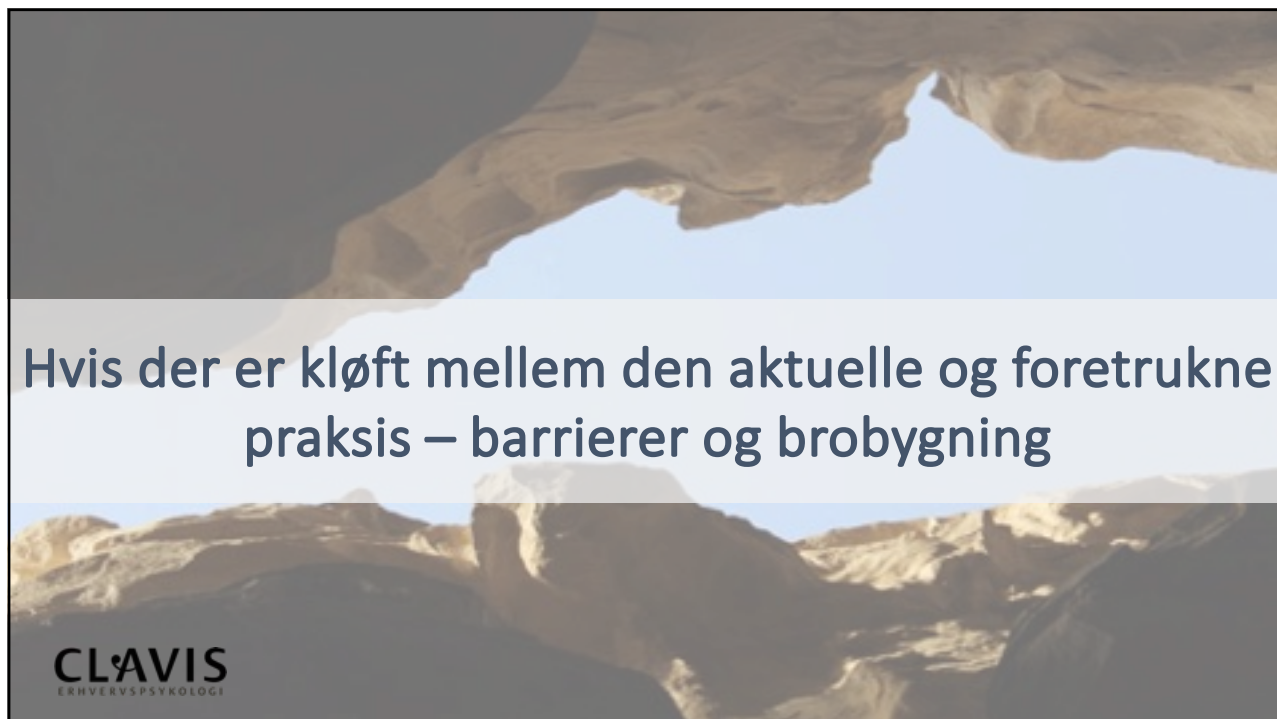 Hvis der er kløft mellem den aktuelle og foretrukne
praksis – barrierer og brobygning
CLAVIS
ERHVERVSPSYKOLOGI